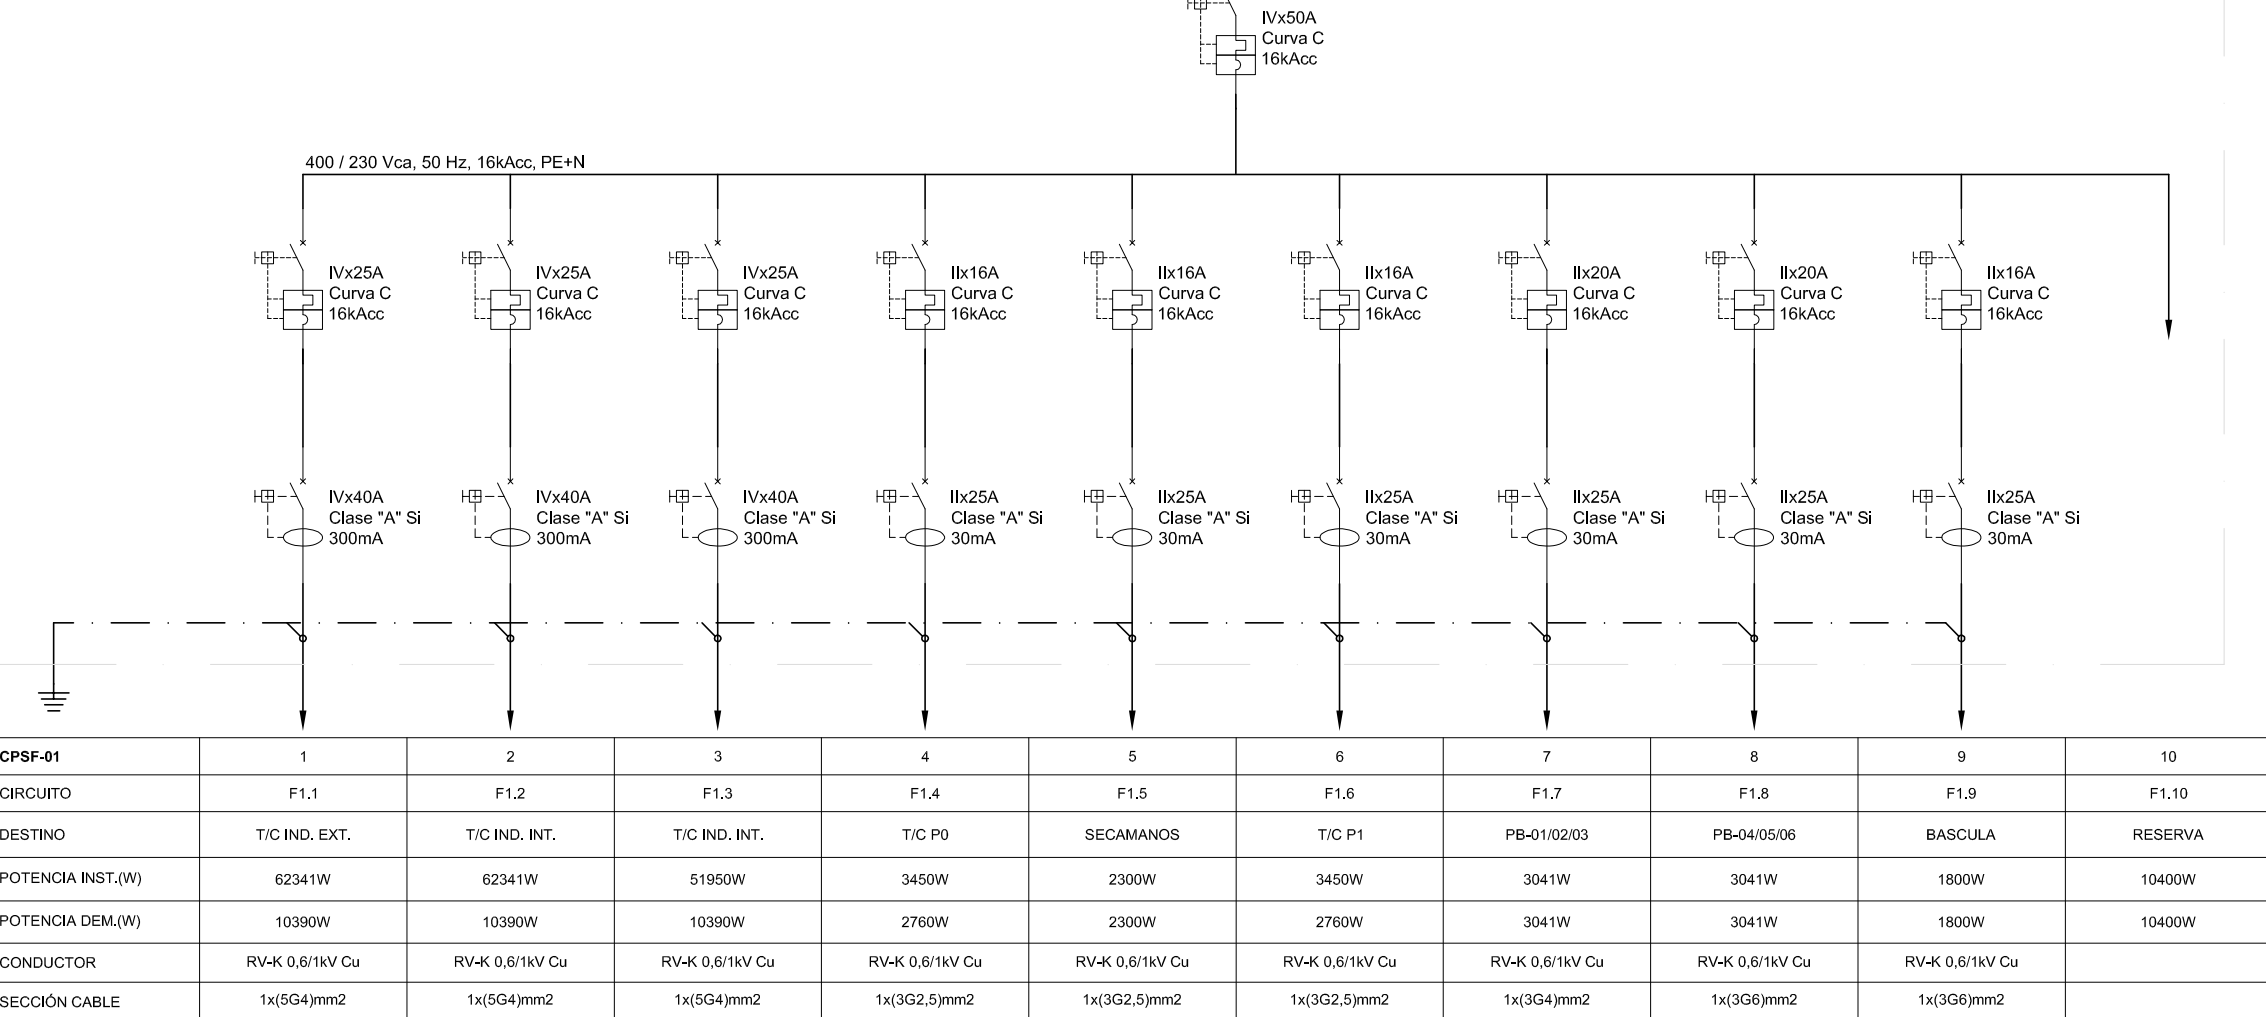 IVx50A
Curva C
16kAcc
400 / 230 Vca, 50 Hz, 16kAcc, PE+N
IVx25A
Curva C
16kAcc
IVx25A
Curva C
16kAcc
IVx25A
Curva C
16kAcc
IIx16A
Curva C
16kAcc
IIx16A
Curva C
16kAcc
IIx16A
Curva C
16kAcc
IIx20A
Curva C
16kAcc
IIx20A
Curva C
16kAcc
IIx16A
Curva C
16kAcc
IVx40A
Clase "A" Si
300mA
IVx40A
Clase "A" Si
300mA
IVx40A
Clase "A" Si
300mA
IIx25A
Clase "A" Si
30mA
IIx25A
Clase "A" Si
30mA
IIx25A
Clase "A" Si
30mA
IIx25A
Clase "A" Si
30mA
IIx25A
Clase "A" Si
30mA
IIx25A
Clase "A" Si
30mA
CPSF-01 1 2 3 4 5 6 7 8 9 10
CIRCUITO F1.1 F1.2 F1.3 F1.4 F1.5 F1.6 F1.7 F1.8 F1.9 F1.10
DESTINO T/C IND. EXT. T/C IND. INT. T/C IND. INT. T/C P0 SECAMANOS T/C P1 PB-01/02/03 PB-04/05/06 BASCULA RESERVA
POTENCIA INST.(W) 62341W 62341W 51950W 3450W 2300W 3450W 3041W 3041W 1800W 10400W
POTENCIA DEM.(W) 10390W 10390W 10390W 2760W 2300W 2760W 3041W 3041W 1800W 10400W
CONDUCTOR RV-K 0,6/1kV Cu RV-K 0,6/1kV Cu RV-K 0,6/1kV Cu RV-K 0,6/1kV Cu RV-K 0,6/1kV Cu RV-K 0,6/1kV Cu RV-K 0,6/1kV Cu RV-K 0,6/1kV Cu RV-K 0,6/1kV Cu
SECCIÓN CABLE 1x(5G4)mm2 1x(5G4)mm2 1x(5G4)mm2 1x(3G2,5)mm2 1x(3G2,5)mm2 1x(3G2,5)mm2 1x(3G4)mm2 1x(3G6)mm2 1x(3G6)mm2